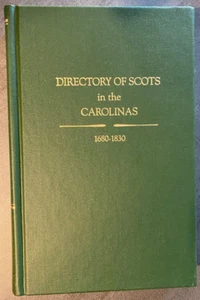 DIRECTORY OF SCOTS
in the
CAROLINAS
1680-1830